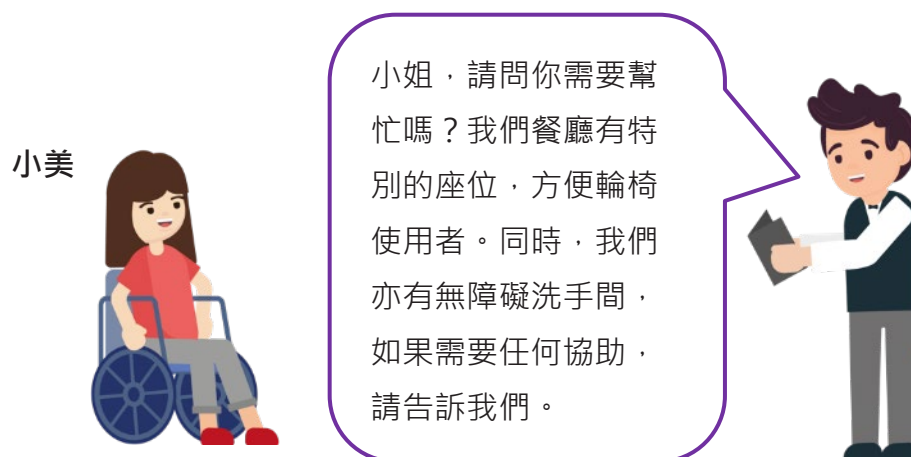 小美
小姐，請問你需要幫
忙嗎？我們餐廳有特
別的座位，方便輪椅
使用者。同時，我們
亦有無障礙洗手間，
如果需要任何協助，
請告訴我們。